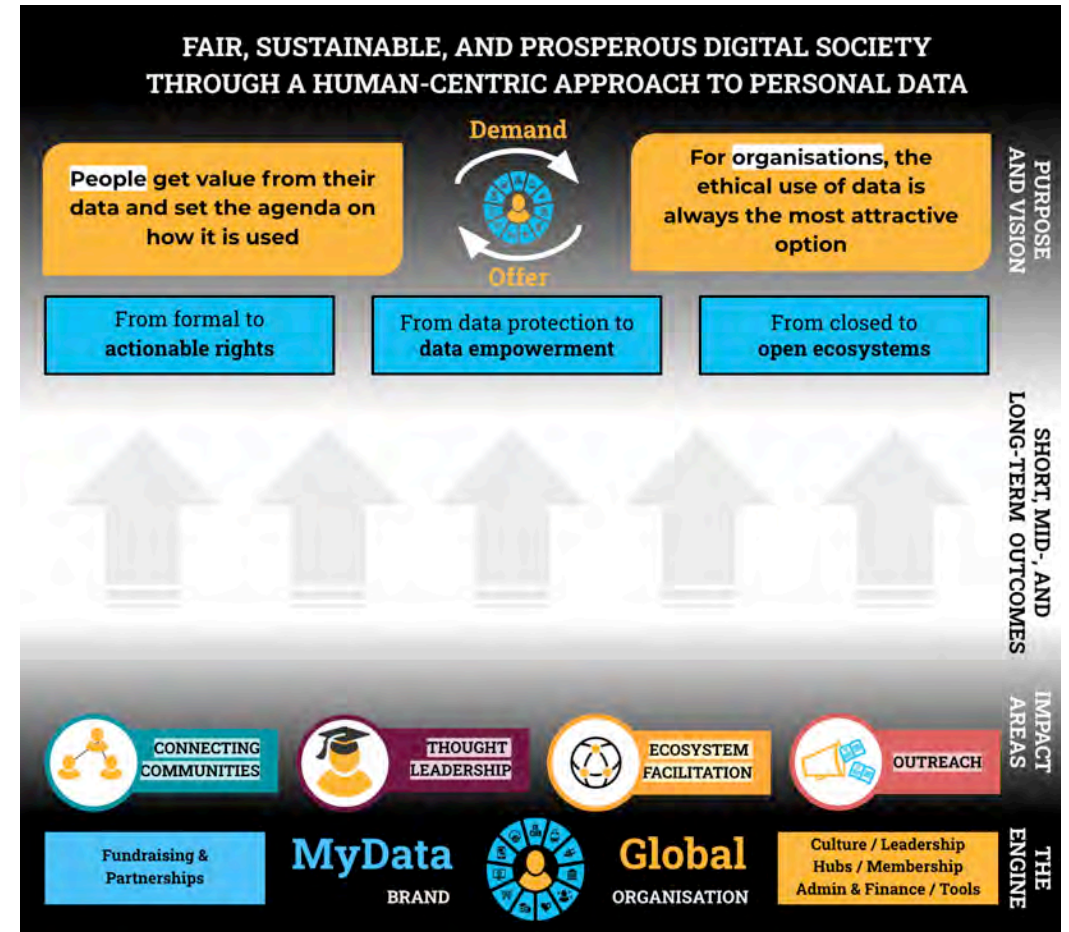 FAIR, SUSTAINABLE, AND PROSPEROUS DIGITAL SOCIETY
THROUGH A HUMAN-CENTRIC APPROACH TO PERSONAL DATA
People get value from their
data and set the agenda on
how it is used
Demand
Offer
For organisations, the
ethical use of data is
always the most attractive
option
PURPOSE
AND VISION
From formal to
actionable rights
From data protection to
data empowerment
From closed to
open ecosystems
SHORT, MID-, AND
LONG-TERM OUTCOMES
CONNECTING
COMMUNITIES
THOUGHT
LEADERSHIP
ECOSYSTEM
FACILITATION
OUTREACH
IMPACT
AREAS
Fundraising &
Partnerships
MyData
BRAND
Global
ORGANISATION
Culture / Leadership
Hubs / Membership
Admin & Finance / Tools
THE
ENGINE